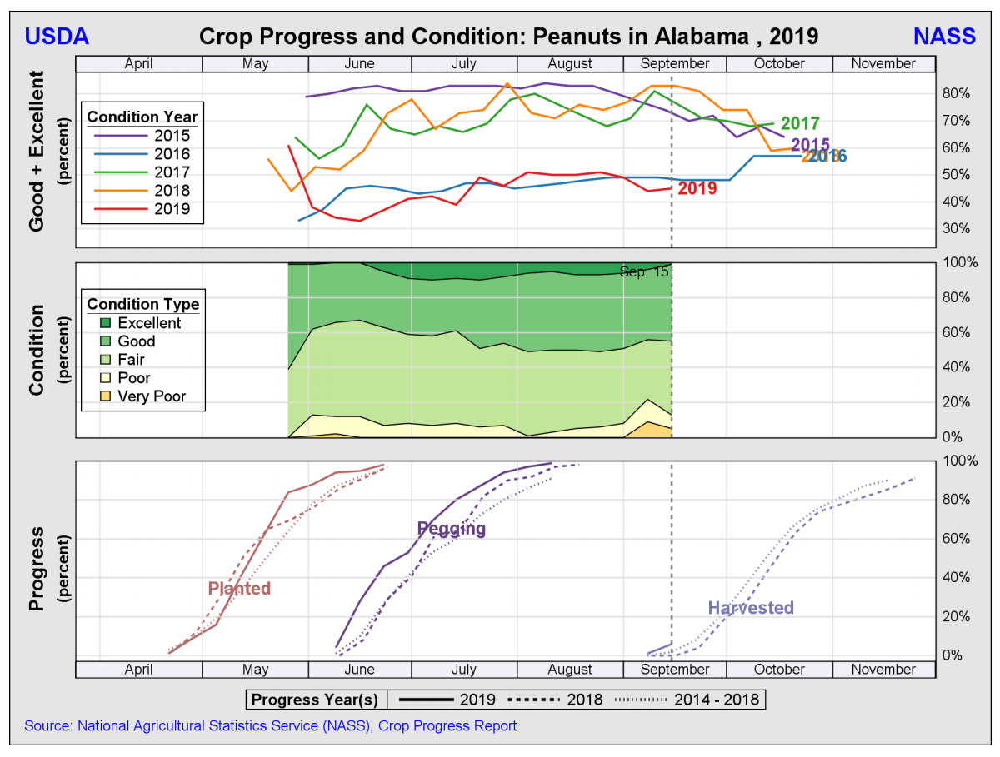 USDA Crop Progress and Condition: Peanuts in Alabama , 2019 NASS
April May June July August September October November
Good + Excellent
(percent)
80%
70%
60%
50%
40%
30%
Condition Year
2015
2016
2017
2018
2019
2017
2015
2016
2019
Condition
(percent)
100%
80%
60%
40%
20%
0%
Sep. 15
Condition Type
Excellent
Good
Fair
Poor
Very Poor
Progress
(percent)
100%
80%
60%
40%
20%
0%
Pegging
Planted
Harvested
April May June July August September October November
Progress Year(s) 2019 2018 2014 - 2018
Source: National Agricultural Statistics Service (NASS), Crop Progress Report